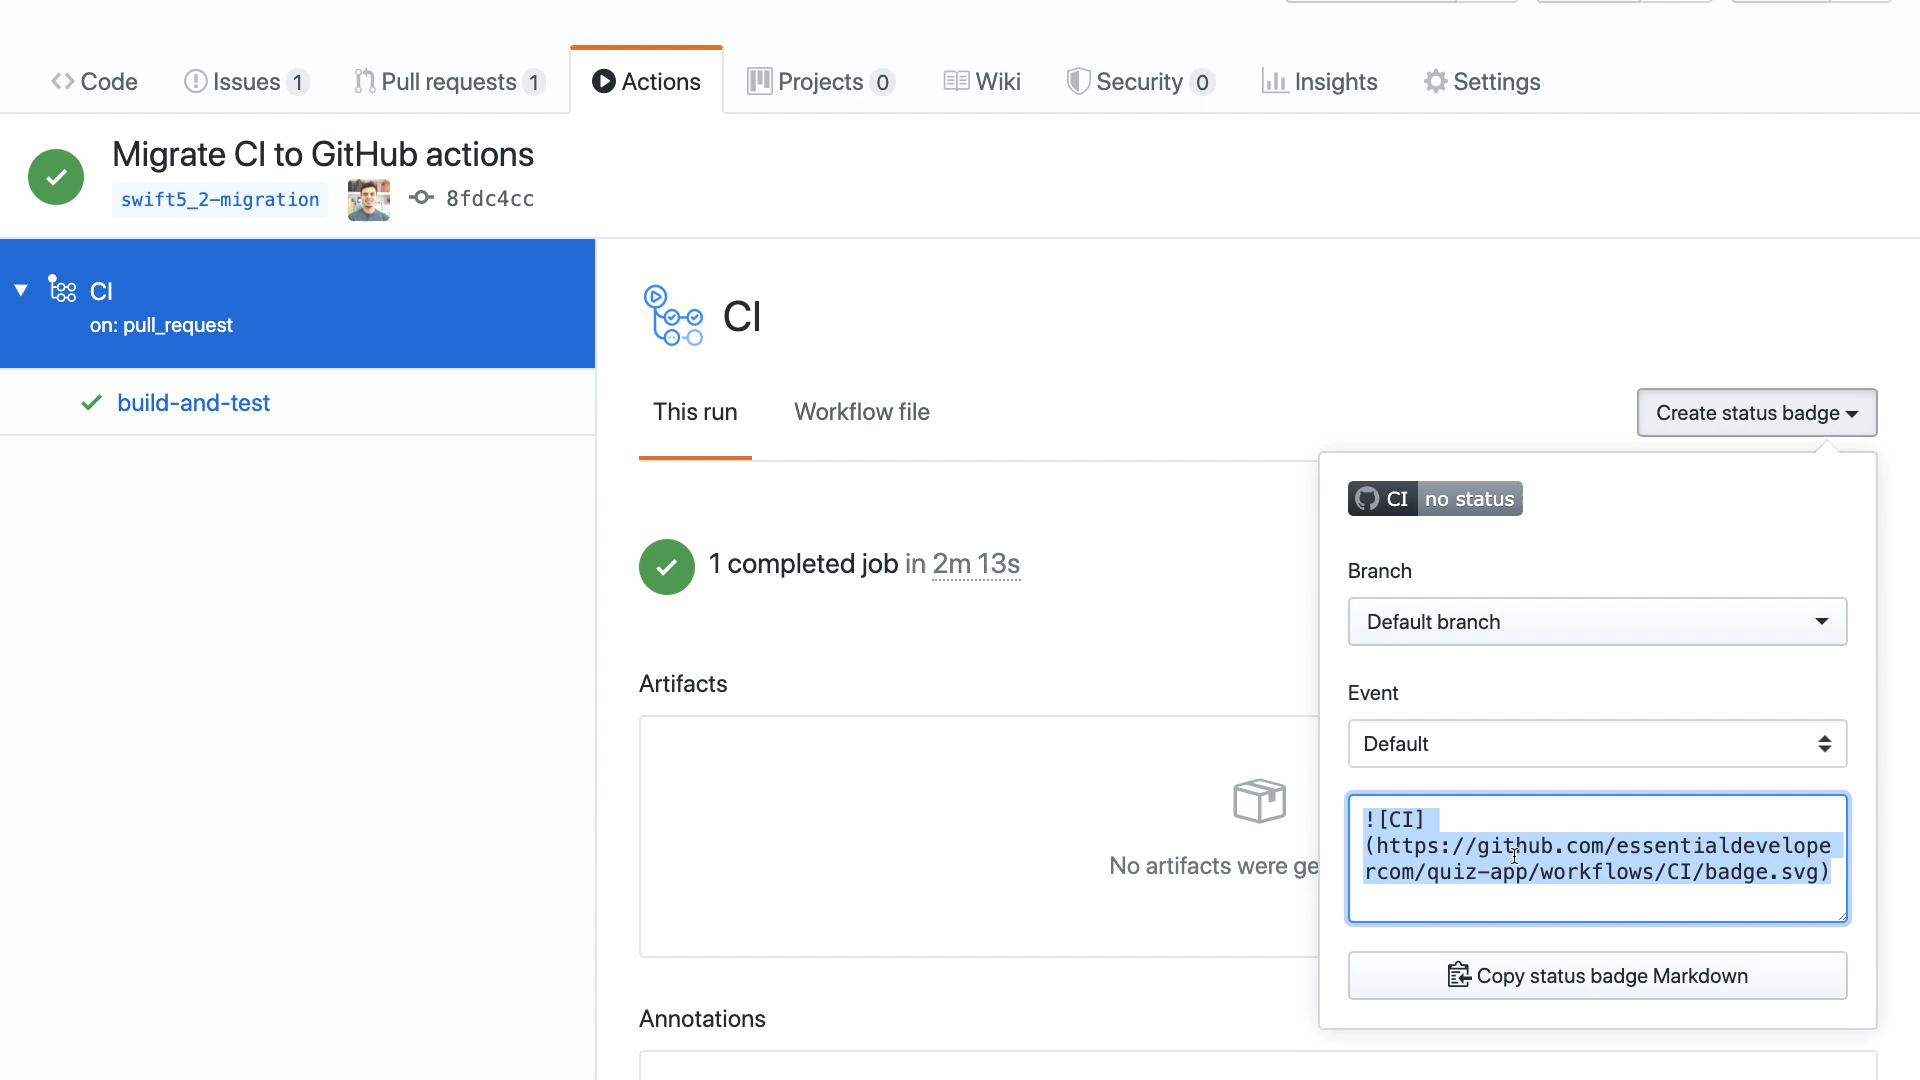 Code Issues 1 Pull requests 1 Actions Projects 0 Wiki Security 0 Insights Settings
Migrate CI to GitHub actions
swift5_2-migration 8fdc4cc
CI
on: pull_request
build-and-test
CI
This run Workflow file Create status badge
CI no status
Branch
Default branch
1 completed job in 2m 13s
Event
Default
Artifacts
![CI]
(https://github.com/essentialdevelope
rcom/quiz-app/workflows/CI/badge.svg)
No artifacts were ge
Copy status badge Markdown
Annotations